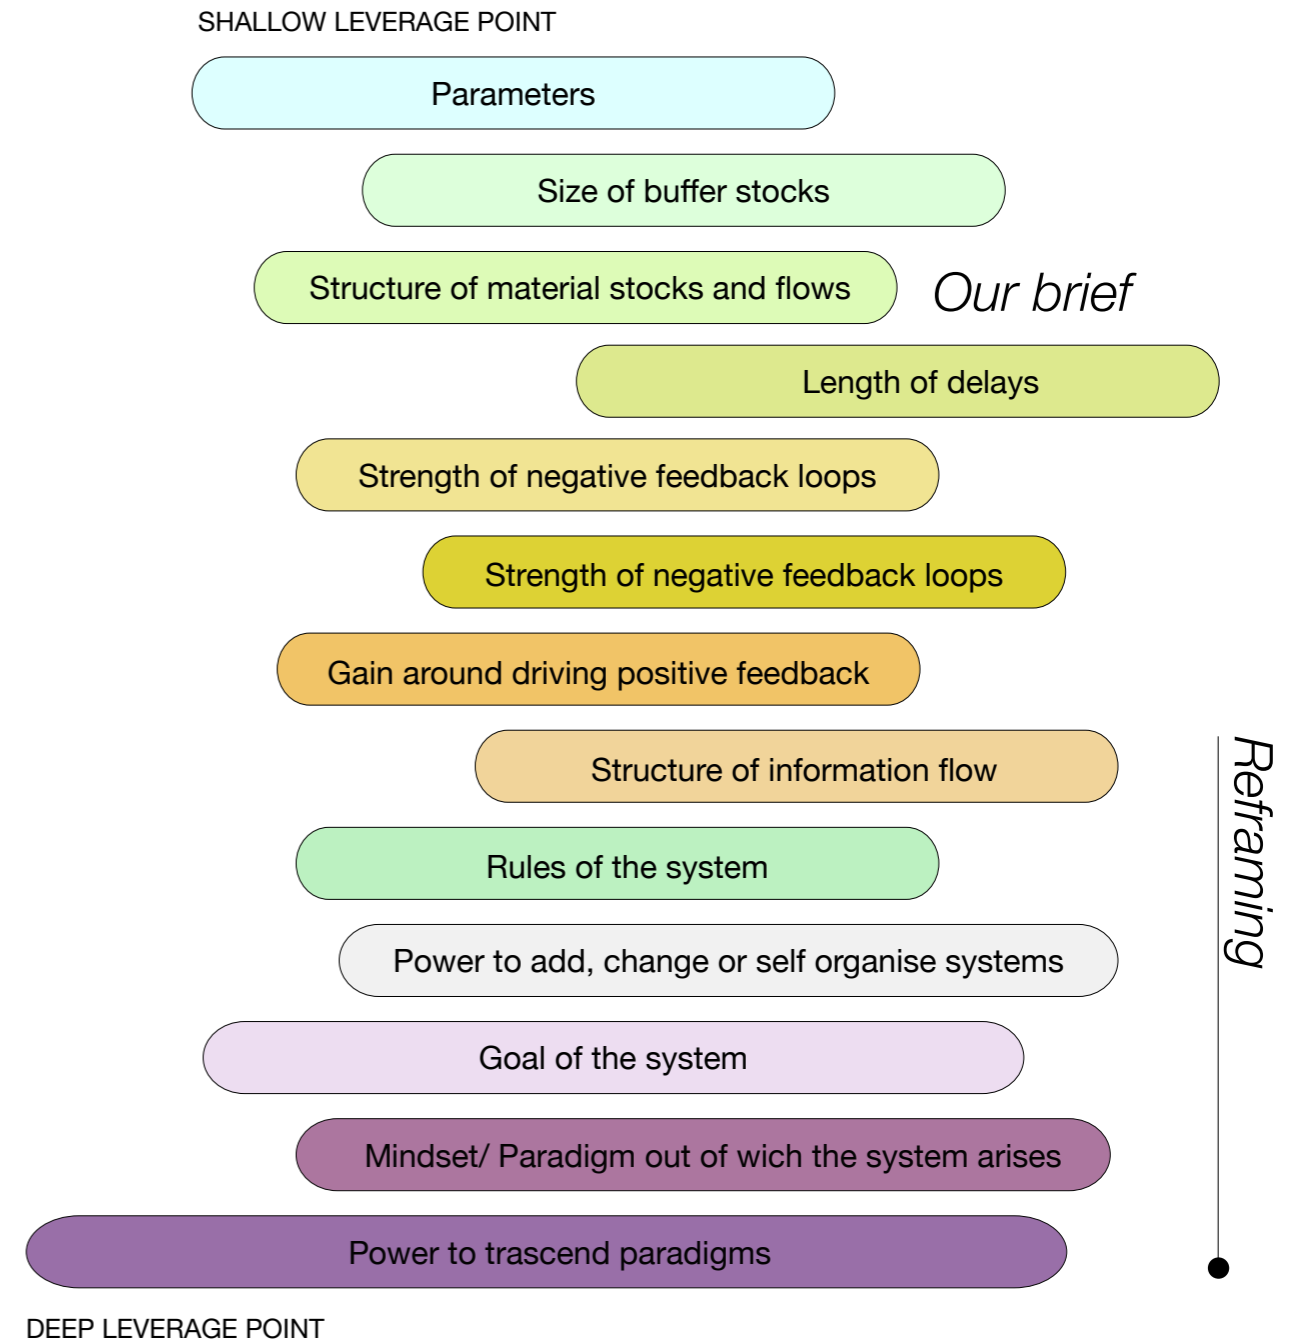 SHALLOW LEVERAGE POINT
Parameters
Size of buffer stocks
Structure of material stocks and flows
Our brief
Length of delays
Strength of negative feedback loops
Strength of negative feedback loops
Gain around driving positive feedback
Structure of information flow
Reframing
Rules of the system
Power to add, change or self organise systems
Goal of the system
Mindset/ Paradigm out of wich the system arises
Power to trascend paradigms
DEEP LEVERAGE POINT